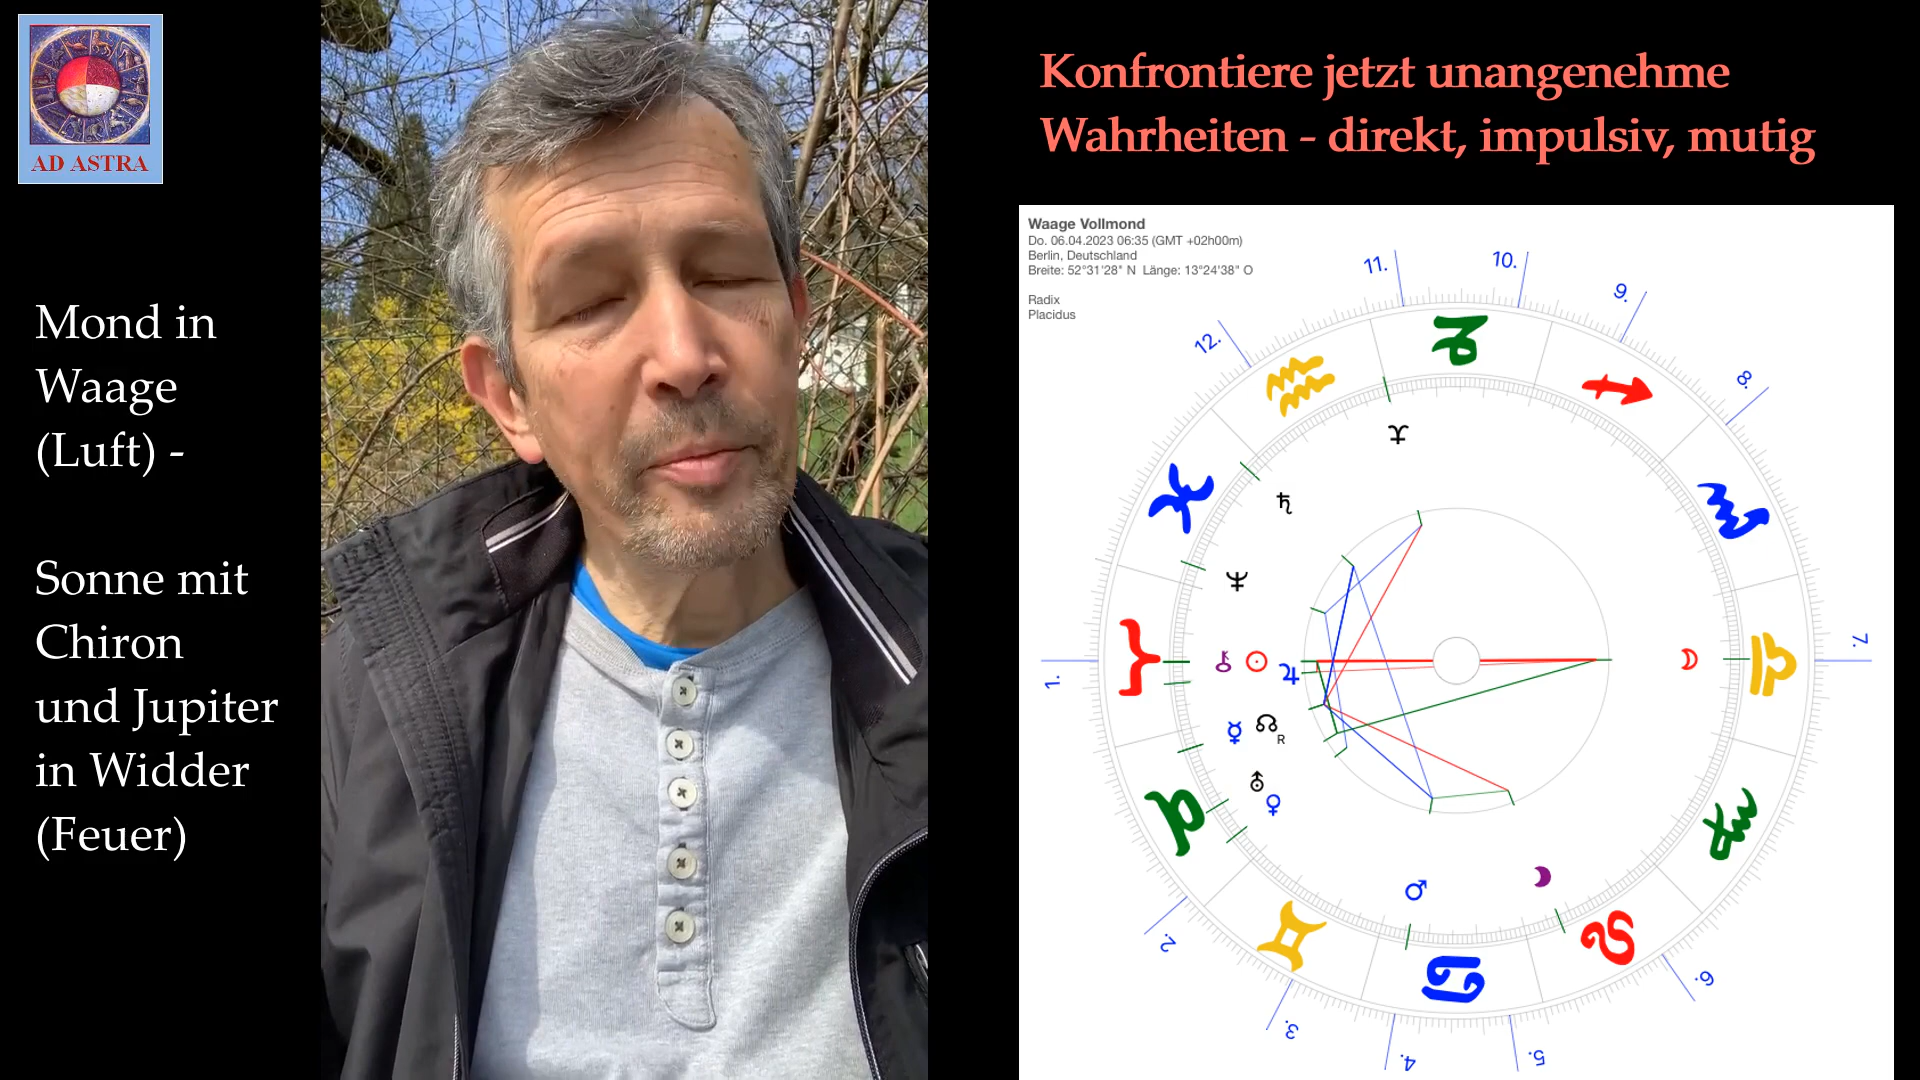 AD ASTRA
Mond in
Waage
(Luft) -
Sonne mit
Chiron
und Jupiter
in Widder
(Feuer)
Konfrontiere jetzt unangenehme
Wahrheiten - direkt, impulsiv, mutig
Waage Vollmond
Do. 06.04.2023 06:35 (GMT +02h00m)
Berlin, Deutschland
Breite: 52°31'28" N Länge: 13°24'38" O
Radix
Placidus
11.
10.
9.
12.
8.
7.
1.
R
2.
6.
3.
4.
5.